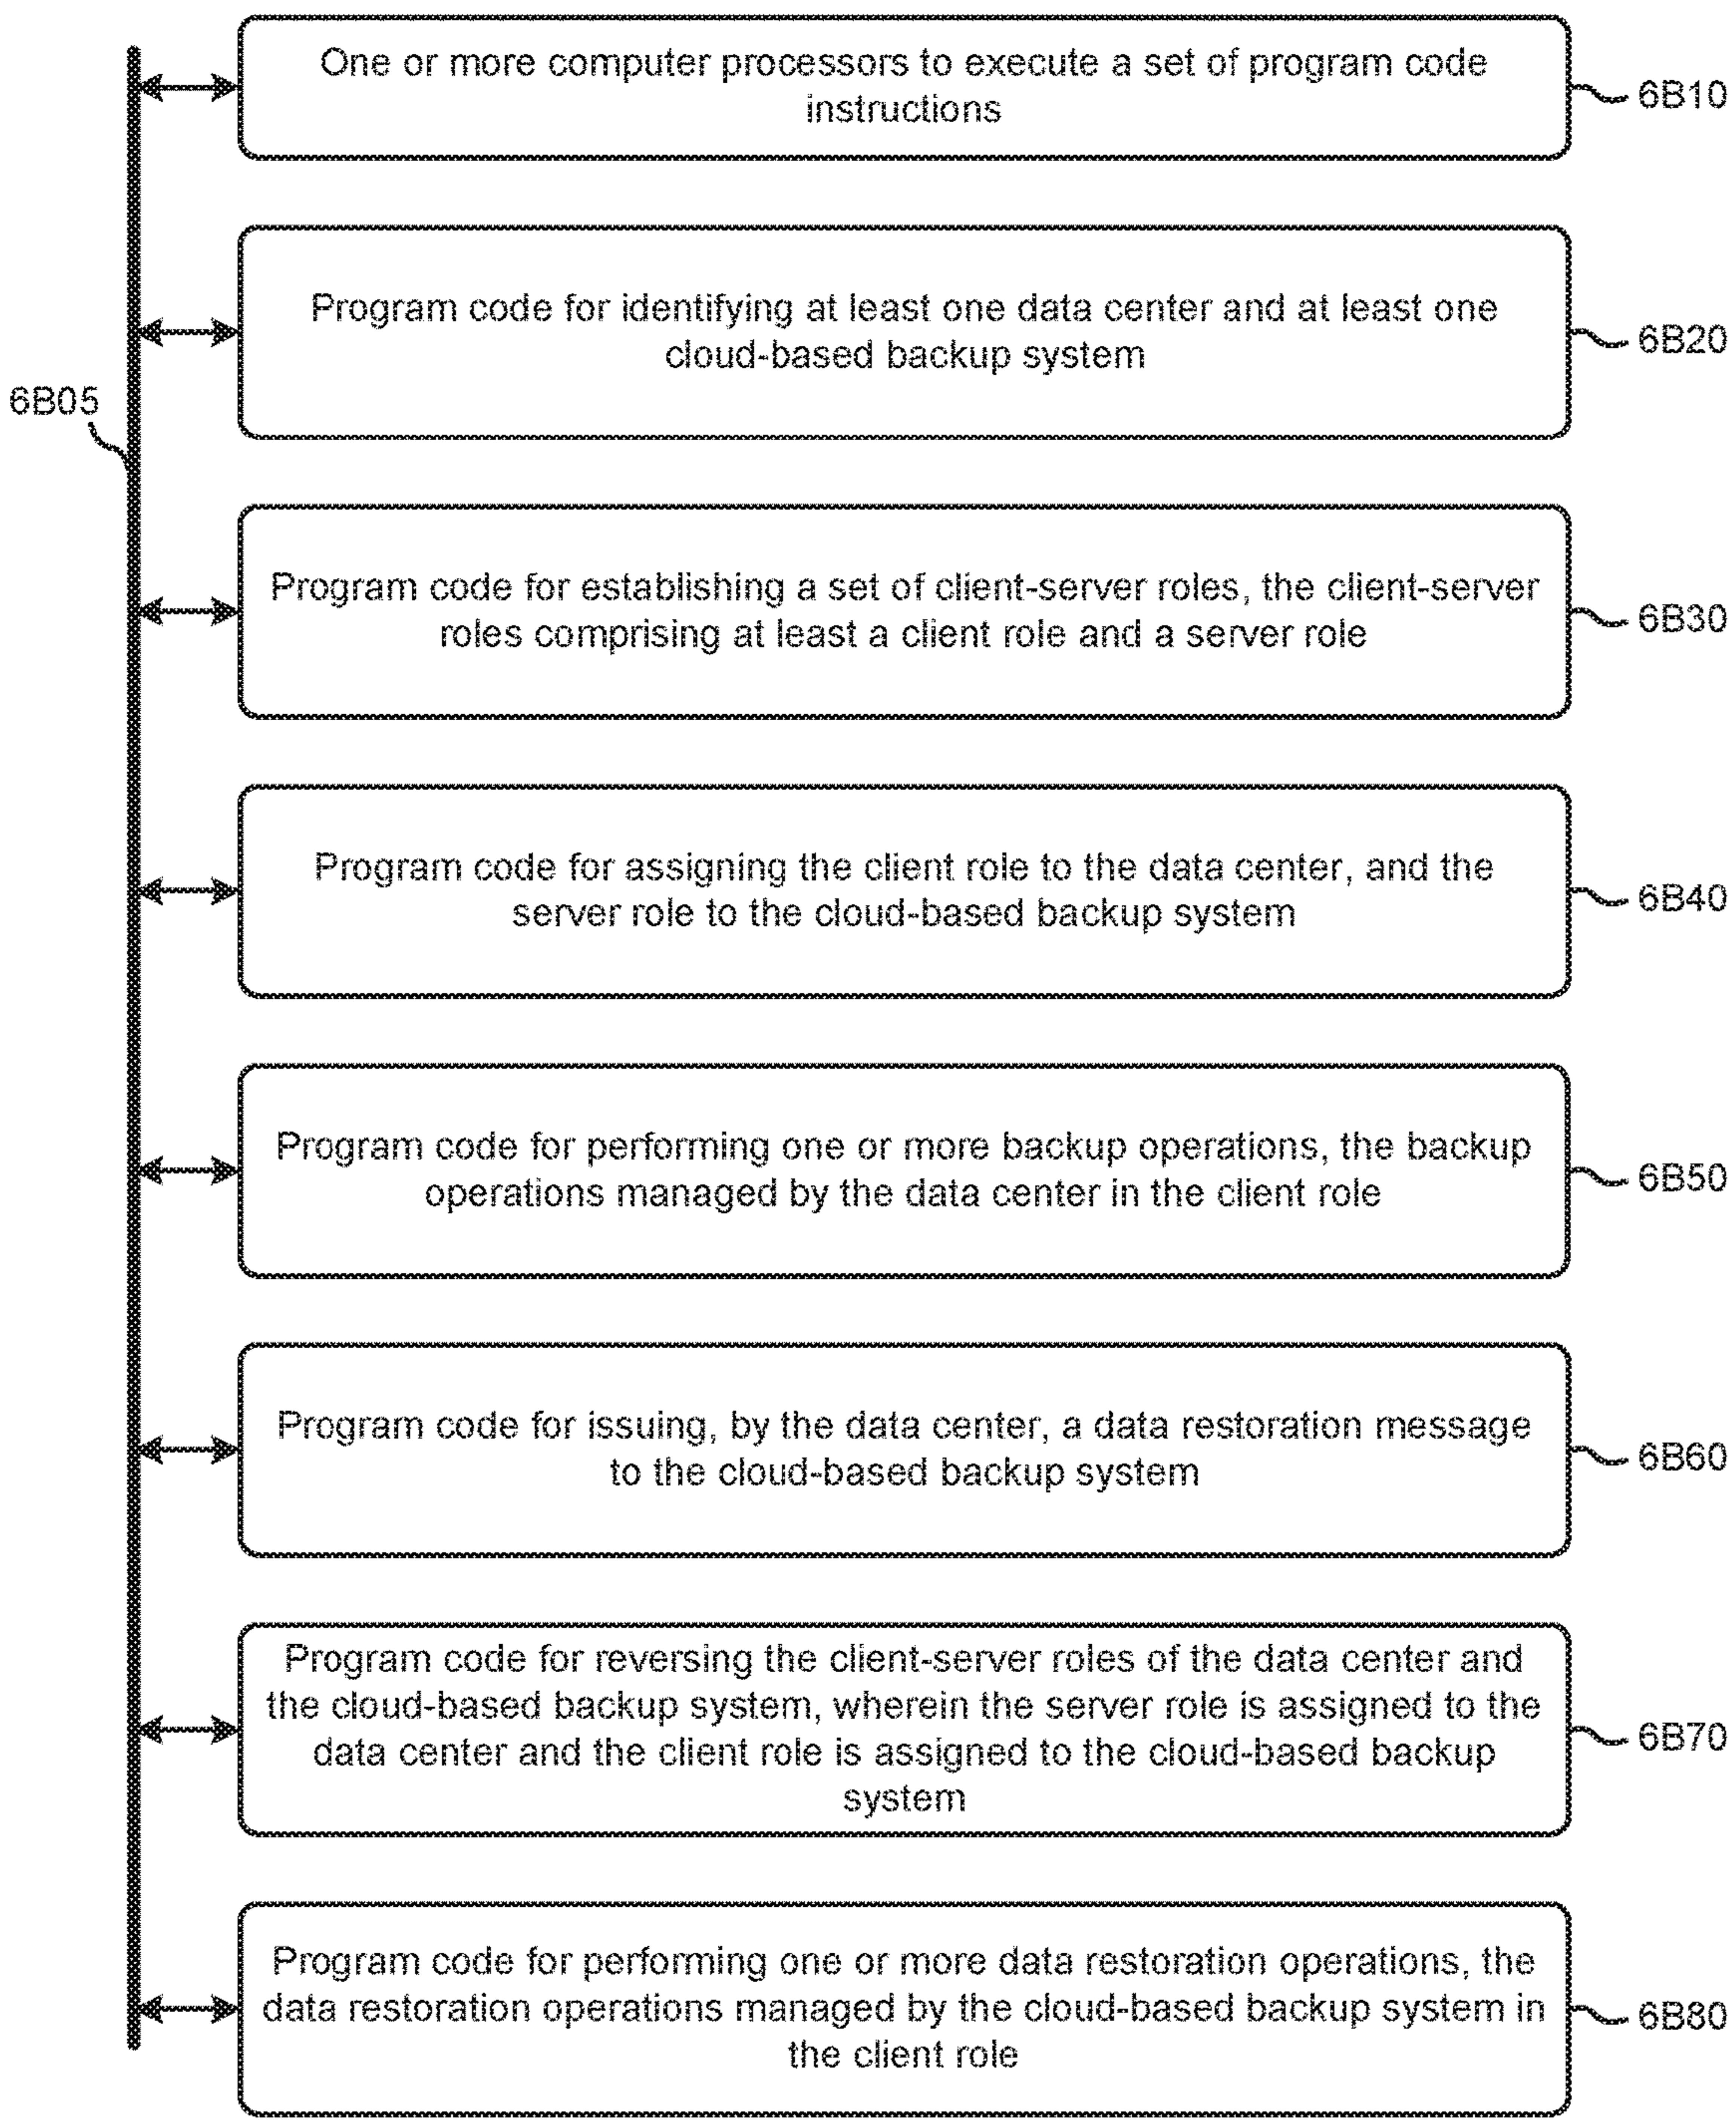 One or more computer processors to execute a set of program code
instructions
6B10
Program code for identifying at least one data center and at least one
cloud-based backup system
6B20
6B05
Program code for establishing a set of client-server roles, the client-server
roles comprising at least a client role and a server role
6B30
Program code for assigning the client role to the data center, and the
server role to the cloud-based backup system
6B40
Program code for performing one or more backup operations, the backup
operations managed by the data center in the client role
6B50
Program code for issuing, by the data center, a data restoration message
to the cloud-based backup system
6B60
Program code for reversing the client-server roles of the data center and
the cloud-based backup system, wherein the server role is assigned to the
data center and the client role is assigned to the cloud-based backup
system
6B70
Program code for performing one or more data restoration operations, the
data restoration operations managed by the cloud-based backup system in
the client role
6B80